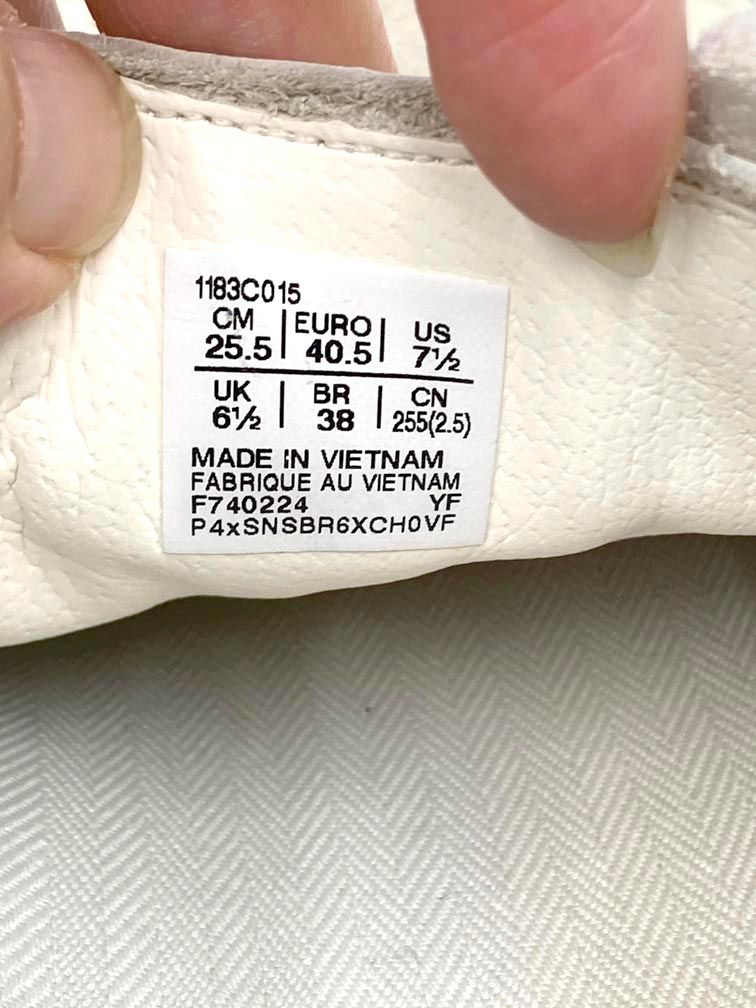 1183C015
CM | EURO | US
25.5 | 40.5 | 7½
UK | BR | CN
6½ | 38 | 255(2.5)
MADE IN VIETNAM
FABRIQUE AU VIETNAM
F740224 YF
P4xSNSBR6XCH0VF